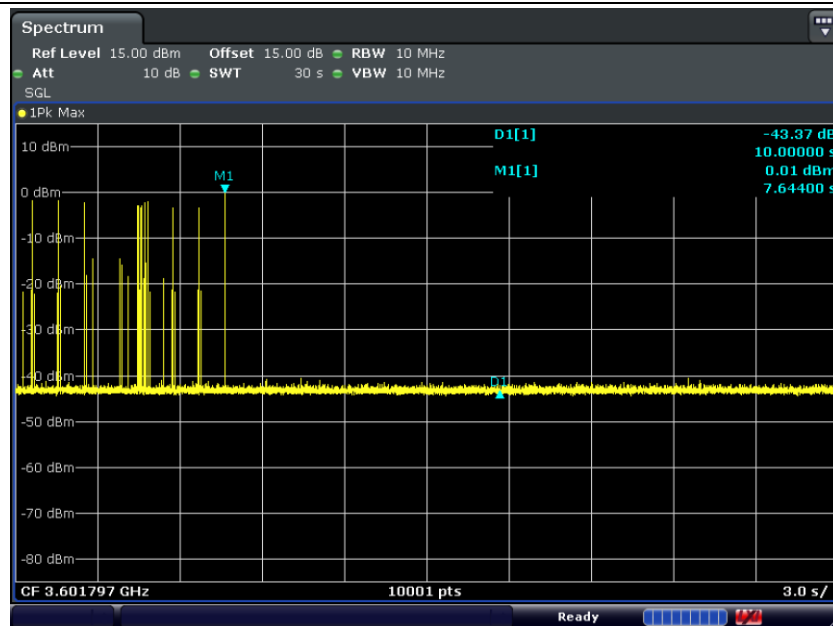 Spectrum
Ref Level 15.00 dBm Offset 15.00 dB RBW 10 MHz
Att 10 dB SWT 30 s VBW 10 MHz
SGL
1Pk Max
D1[1] -43.37 dB
10.00000 s
M1[1] 0.01 dBm
7.64400 s
10 dBm
M1
0 dBm
-10 dBm
-20 dBm
-30 dBm
-40 dBm
D1
-50 dBm
-60 dBm
-70 dBm
-80 dBm
CF 3.601797 GHz 10001 pts 3.0 s/
Ready